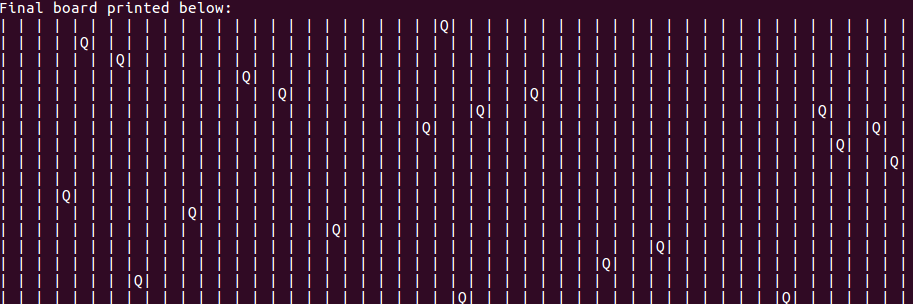 Final board printed below:
| | | | | | | | | | | | | | | | | | | | | | | | |Q| | | | | | | | | | | | | | | | | | | | | | | | | |
| | | | |Q| | | | | | | | | | | | | | | | | | | | | | | | | | | | | | | | | | | | | | | | | | | | | |
| | | | | | |Q| | | | | | | | | | | | | | | | | | | | | | | | | | | | | | | | | | | | | | | | | | | |
| | | | | | | | | | | | | |Q| | | | | | | | | | | | | | | | | | | | | | | | | | | | | | | | | | | | |
| | | | | | | | | | | | | | | |Q| | | | | | | | | | | | | |Q| | | | | | | | | | | | | | | | | | | | |
| | | | | | | | | | | | | | | | | | | | | | | | | | |Q| | | | | | | | | | | | | | | | | | |Q| | | | |
| | | | | | | | | | | | | | | | | | | | | | | |Q| | | | | | | | | | | | | | | | | | | | | | | | |Q| |
| | | | | | | | | | | | | | | | | | | | | | | | | | | | | | | | | | | | | | | | | | | | | | |Q| | | |
| | | | | | | | | | | | | | | | | | | | | | | | | | | | | | | | | | | | | | | | | | | | | | | | | |Q|
| | | | | | | | | | | | | | | | | | | | | | | | | | | | | | | | | | | | | | | | | | | | | | | | | | |
| | | |Q| | | | | | | | | | | | | | | | | | | | | | | | | | | | | | | | | | | | | | | | | | | | | | |
| | | | | | | | | | |Q| | | | | | | | | | | | | | | | | | | | | | | | | | | | | | | | | | | | | | | |
| | | | | | | | | | | | | | | | | | |Q| | | | | | | | | | | | | | | | | | | | | | | | | | | | | | | |
| | | | | | | | | | | | | | | | | | | | | | | | | | | | | | | | | | | | |Q| | | | | | | | | | | | | |
| | | | | | | | | | | | | | | | | | | | | | | | | | | | | | | | | |Q| | | | | | | | | | | | | | | | |
| | | | | | | |Q| | | | | | | | | | | | | | | | | | | | | | | | | | | | | | | | | | | | | | | | | | |
| | | | | | | | | | | | | | | | | | | | | | | | | |Q| | | | | | | | | | | | | | | | | |Q| | | | | | |